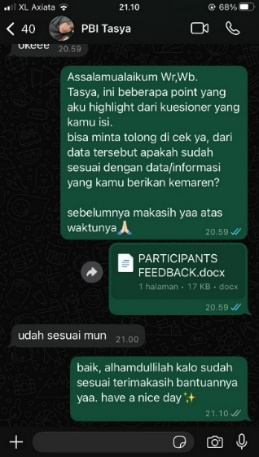 XL Axiata
21.10
68%
40
PBI Tasya
okeee 20.59
Assalamualaikum Wr,Wb.
Tasya, ini beberapa point yang
aku highlight dari kuesioner yang
kamu isi.
bisa minta tolong di cek ya, dari
data tersebut apakah sudah
sesuai dengan data/informasi
yang kamu berikan kemaren?
sebelumnya makasih yaa atas
waktunya🙏 20.59
PARTICIPANTS
FEEDBACK.docx
1 halaman • 17 KB • docx
20.59
udah sesuai mun 21.00
baik, alhamdullilah kalo sudah
sesuai terimakasih bantuannya
yaa. have a nice day✨
21.10